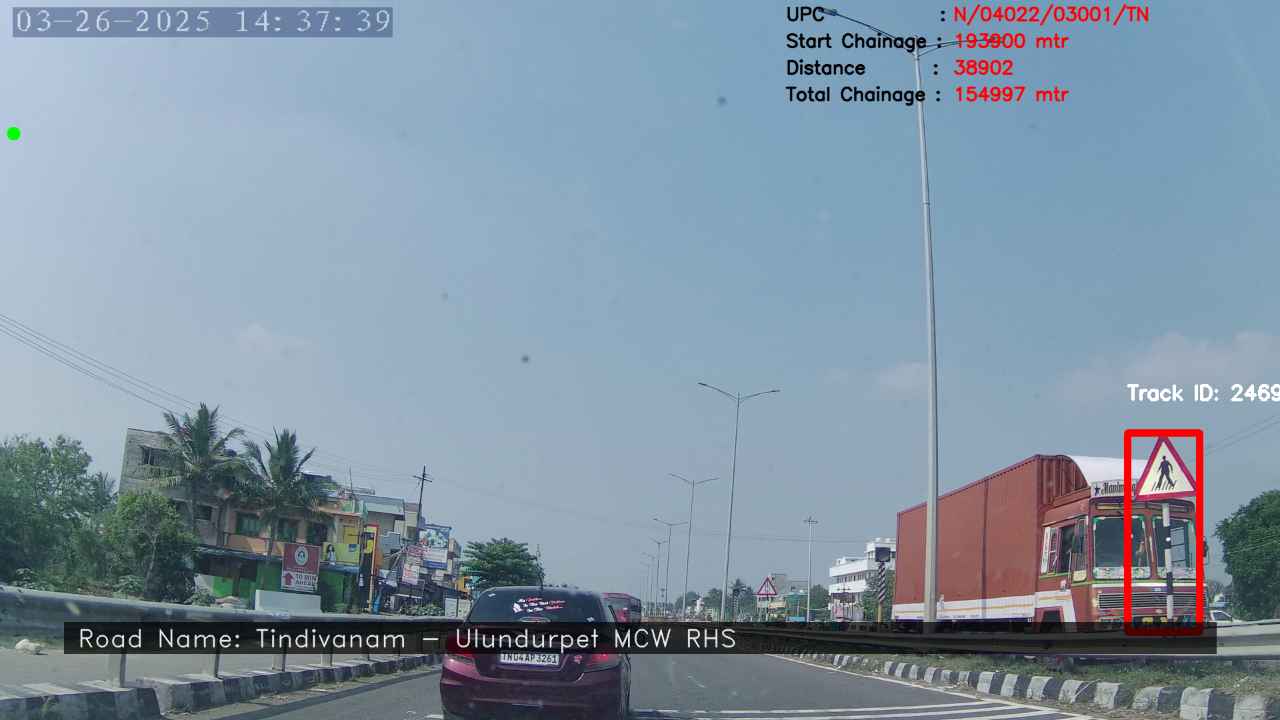 03-26-2025 14:37:39
UPC : N/04022/03001/TN
Start Chainage : 193900 mtr
Distance : 38902
Total Chainage : 154997 mtr
Track ID: 2469
TN04AP3261
Road Name: Tindivanam - Ulundurpet MCW RHS